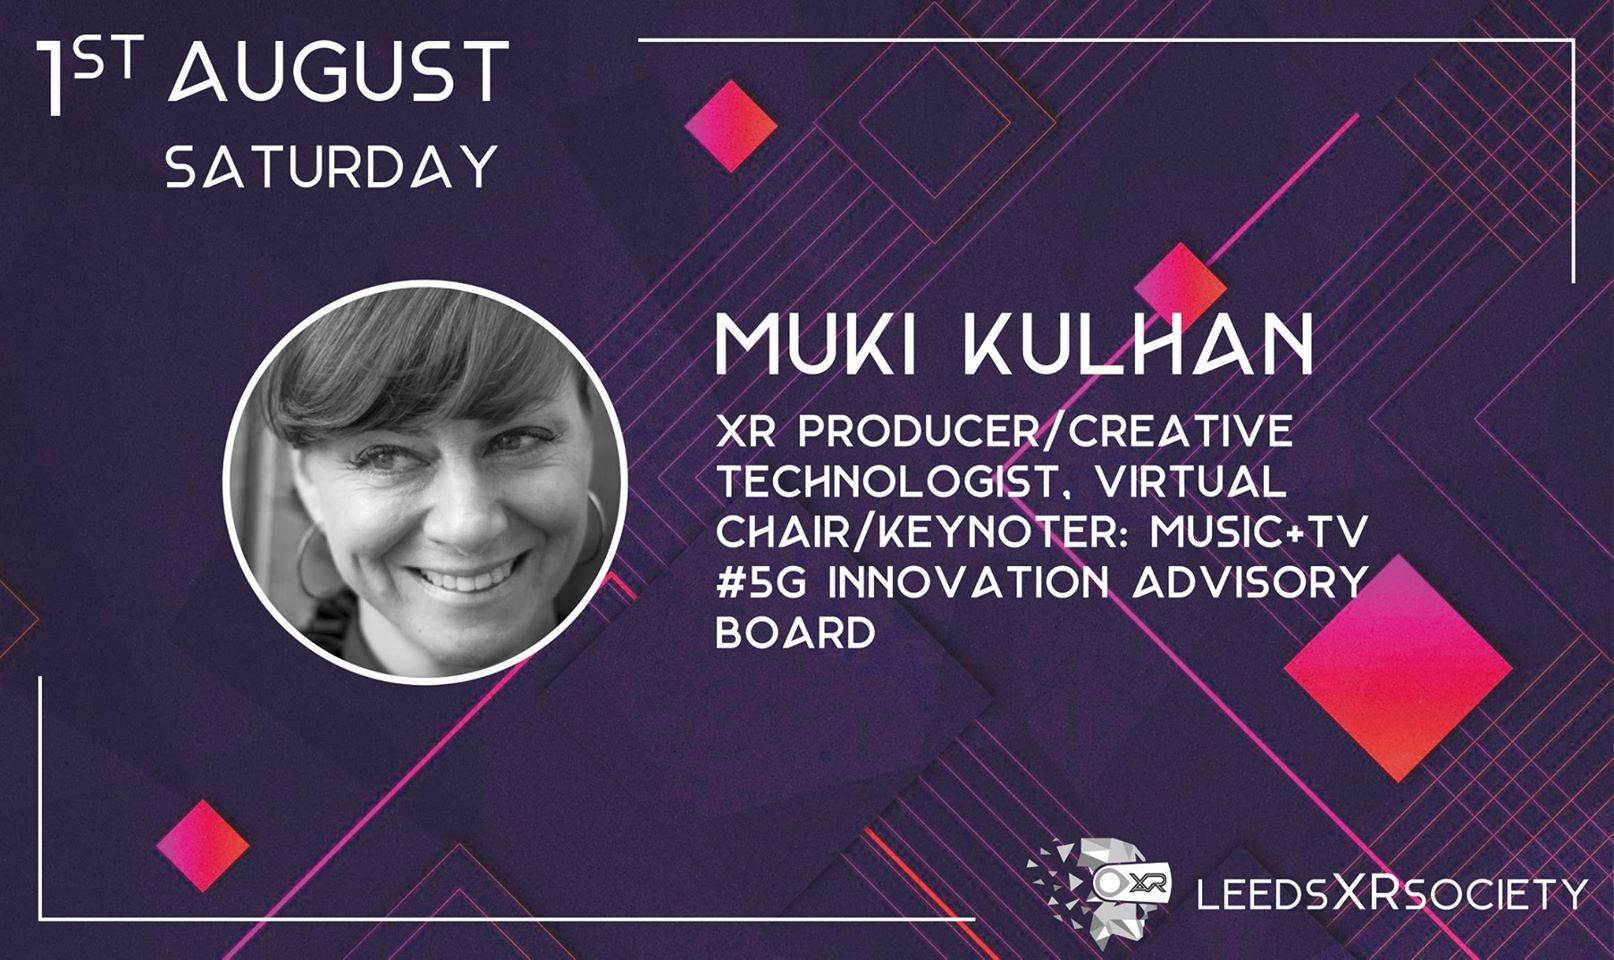 1ST AUGUST
SATURDAY
MUKI KULHAN
XR PRODUCER/CREATIVE
TECHNOLOGIST, VIRTUAL
CHAIR/KEYNOTER: MUSIC+TV
#5G INNOVATION ADVISORY
BOARD
XR
LEEDSXRSOCIETY